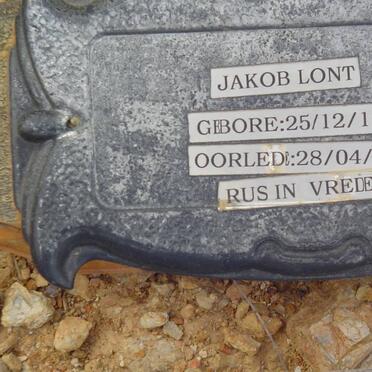 JAKOB LONT
GEBORE:25/12/1
OORLEDE:28/04/
RUS IN VREDE